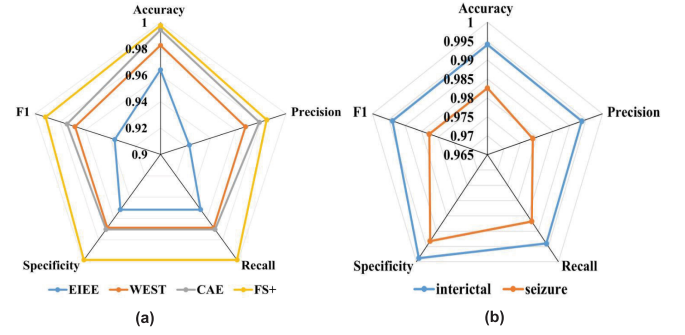 Accuracy
1
0.98
0.96
0.94
0.92
0.9
F1
Precision
Specificity
Recall
EIEE WEST CAE FS+
(a)
Accuracy
1
0.995
0.99
0.985
0.98
0.975
0.97
0.965
F1
Precision
Specificity
Recall
interictal seizure
(b)